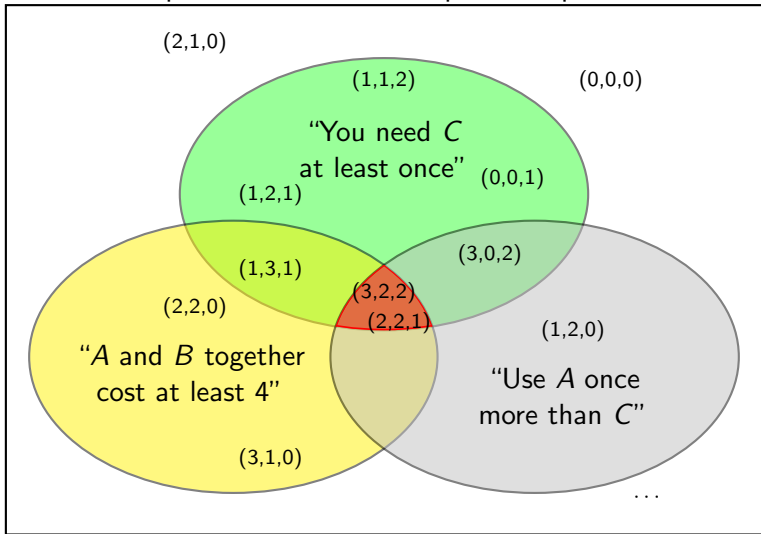 (2,1,0)
(1,1,2)
(0,0,0)
“You need C
at least once”
(0,0,1)
(1,2,1)
(3,0,2)
(1,3,1)
(3,2,2)
(2,2,0)
(2,2,1)
(1,2,0)
“A and B together
cost at least 4”
“Use A once
more than C”
(3,1,0)
...